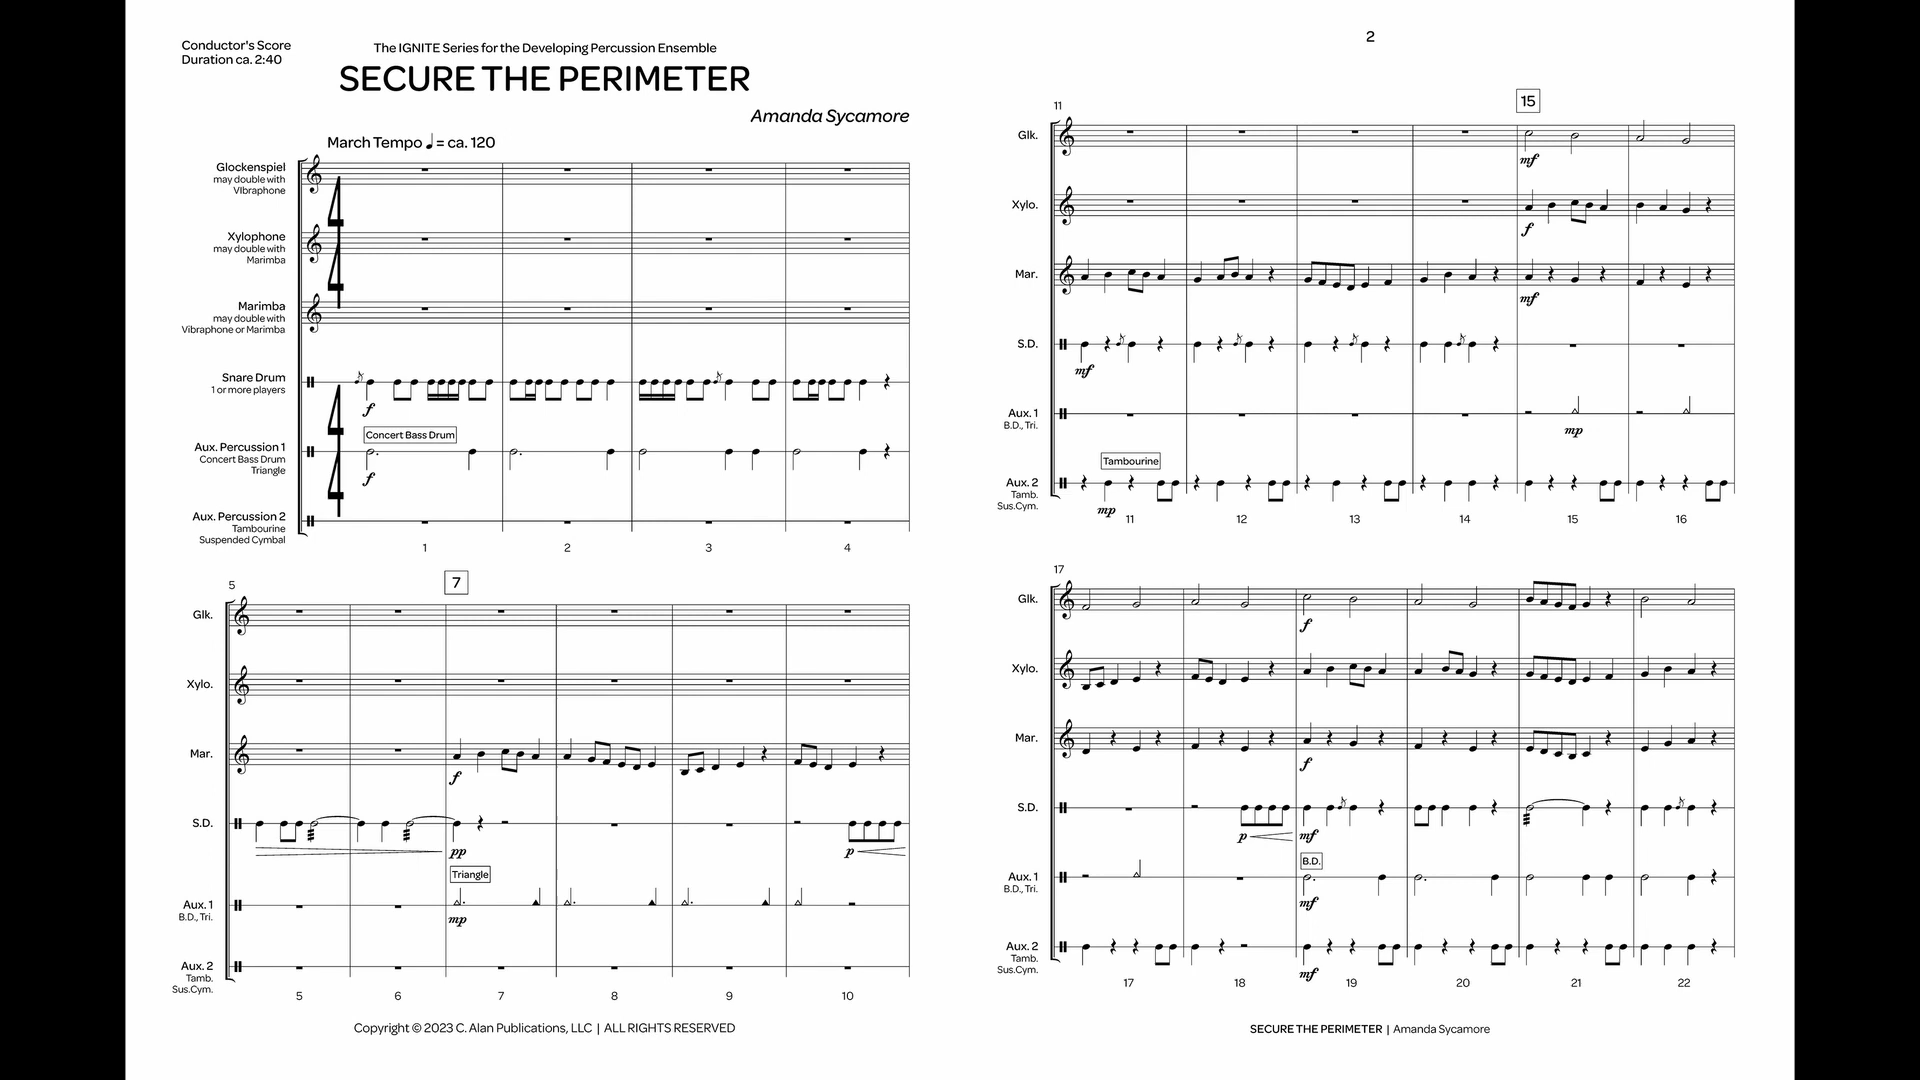 Conductor's Score
Duration ca. 2:40
The IGNITE Series for the Developing Percussion Ensemble
SECURE THE PERIMETER
Amanda Sycamore
March Tempo ♩ = ca. 120
Glockenspiel
may double with
VIbraphone
Xylophone
may double with
Marimba
Marimba
may double with
Vibraphone or Marimba
Snare Drum
1 or more players
f
Concert Bass Drum
Aux. Percussion 1
Concert Bass Drum
Triangle
f
Aux. Percussion 2
Tambourine
Suspended Cymbal
4 4
4 4
1 2 3 4
5 7
Glk.
Xylo.
Mar.
f
S.D.
pp p
Triangle
Aux. 1
B.D., Tri.
mp
Aux. 2
Tamb.
Sus.Cym.
5 6 7 8 9 10
Copyright © 2023 C. Alan Publications, LLC | ALL RIGHTS RESERVED
2
11 15
Glk.
mf
Xylo.
f
Mar.
mf
S.D.
mf
Aux. 1
B.D., Tri.
mp
Tambourine
Aux. 2
Tamb.
Sus.Cym.
mp
11 12 13 14 15 16
17
Glk.
f
Xylo.
Mar.
f
S.D.
p mf
B.D.
Aux. 1
B.D., Tri.
mf
Aux. 2
Tamb.
Sus.Cym.
mf
17 18 19 20 21 22
SECURE THE PERIMETER | Amanda Sycamore